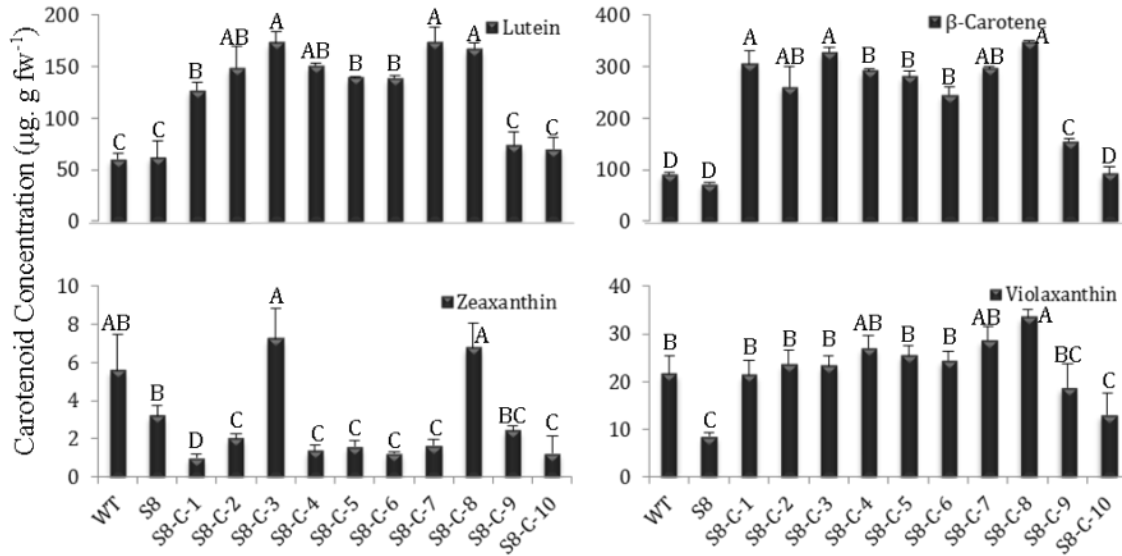 Carotenoid Concentration (µg. g fw⁻¹)
200
150
100
50
0
Lutein
C C B AB A AB B B A A C C
400
300
200
100
0
β-Carotene
D D A AB A B B B AB A C D
10
8
6
4
2
0
Zeaxanthin
AB B D C A C C C C A BC C
WT S8 S8-C-1 S8-C-2 S8-C-3 S8-C-4 S8-C-5 S8-C-6 S8-C-7 S8-C-8 S8-C-9 S8-C-10
40
30
20
10
0
Violaxanthin
B C B B B AB B B AB A BC C
WT S8 S8-C-1 S8-C-2 S8-C-3 S8-C-4 S8-C-5 S8-C-6 S8-C-7 S8-C-8 S8-C-9 S8-C-10